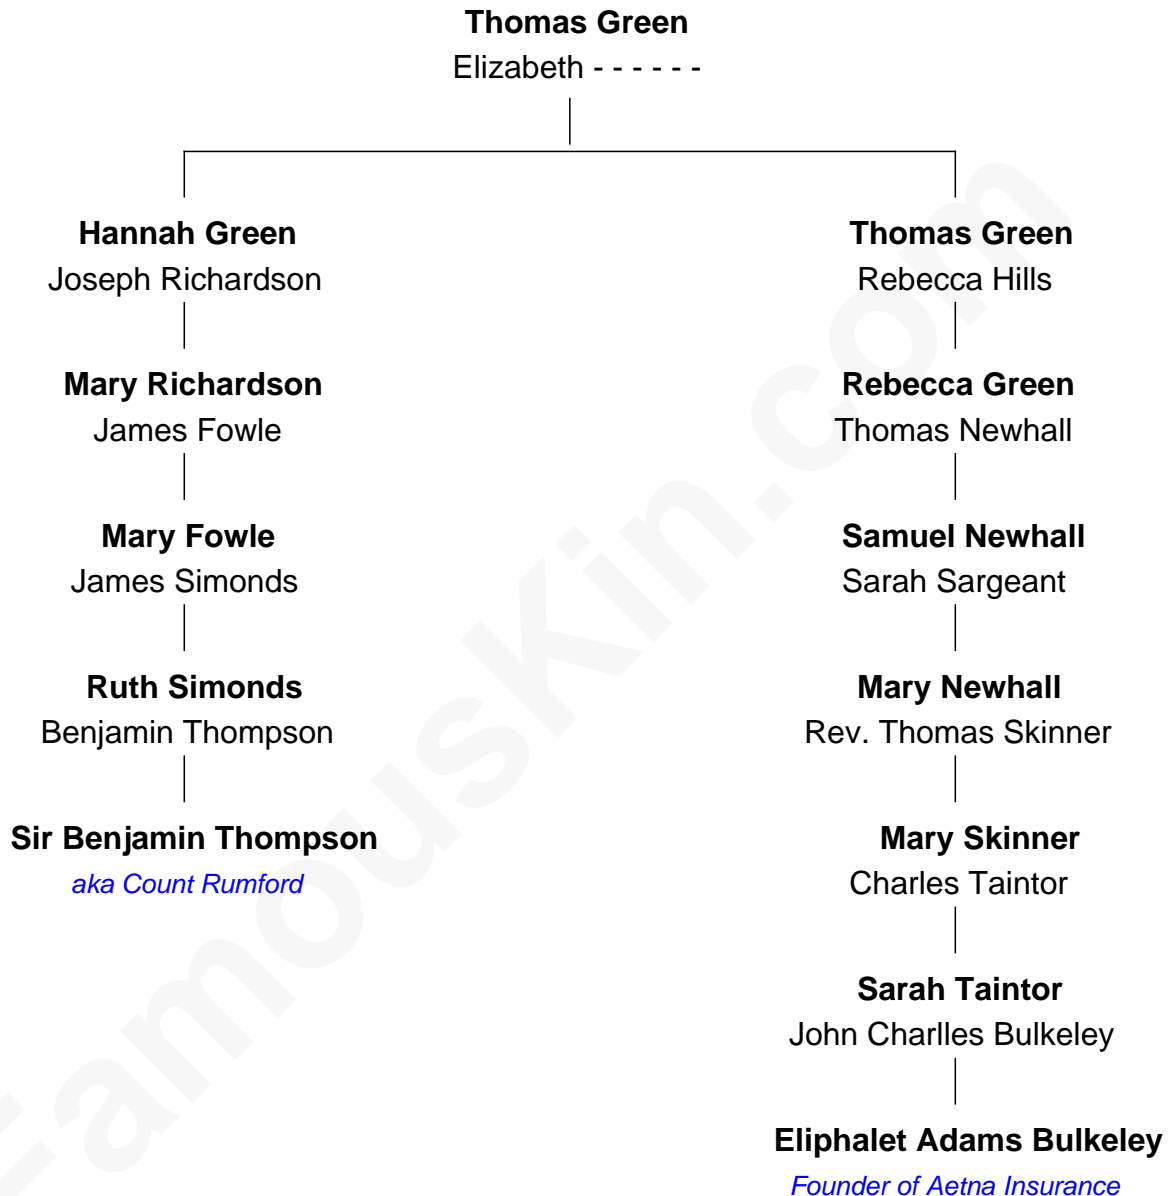 Thomas Green
Elizabeth - - - - - -
Hannah Green
Joseph Richardson
Mary Richardson
James Fowle
Mary Fowle
James Simonds
Ruth Simonds
Benjamin Thompson
Sir Benjamin Thompson
aka Count Rumford
Thomas Green
Rebecca Hills
Rebecca Green
Thomas Newhall
Samuel Newhall
Sarah Sargeant
Mary Newhall
Rev. Thomas Skinner
Mary Skinner
Charles Taintor
Sarah Taintor
John Charlles Bulkeley
Eliphalet Adams Bulkeley
Founder of Aetna Insurance
FamousKin.com